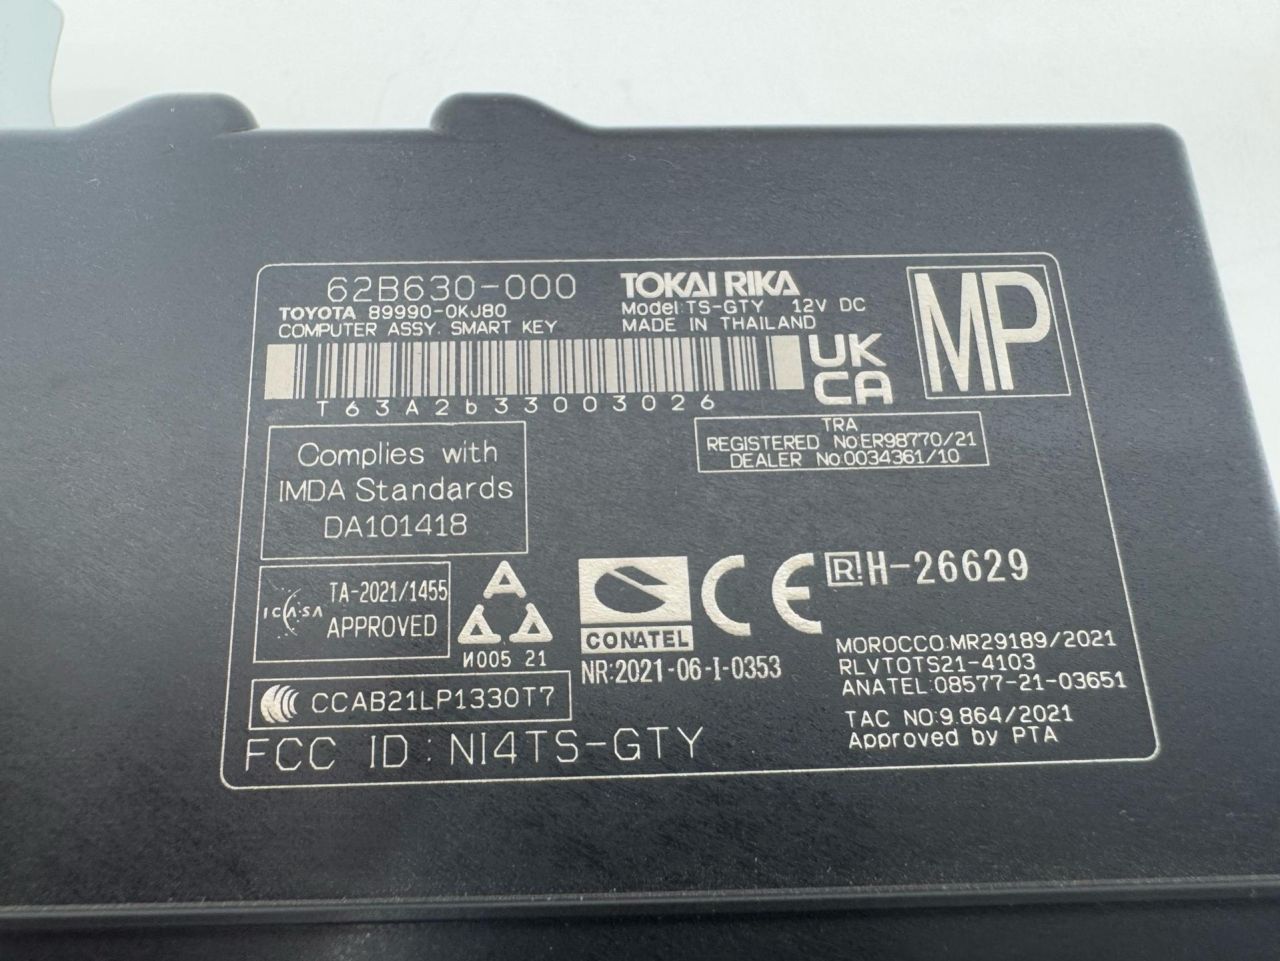 62B630-000
TOYOTA 89990-0KJ80
COMPUTER ASSY. SMART KEY
TOKAI RIKA
Model:TS-GTY 12V DC
MADE IN THAILAND
MP
UK
CA
T63A2b33003026
TRA
REGISTERED No:ER98770/21
DEALER No:0034361/10
Complies with
IMDA Standards
DA101418
ICASA
TA-2021/1455
APPROVED
И005 21
CONATEL
NR:2021-06-I-0353
CE
R H-26629
MOROCCO:MR29189/2021
RLVTOTS21-4103
ANATEL:08577-21-03651
TAC NO:9.864/2021
Approved by PTA
CCAB21LP1330T7
FCC ID : NI4TS-GTY